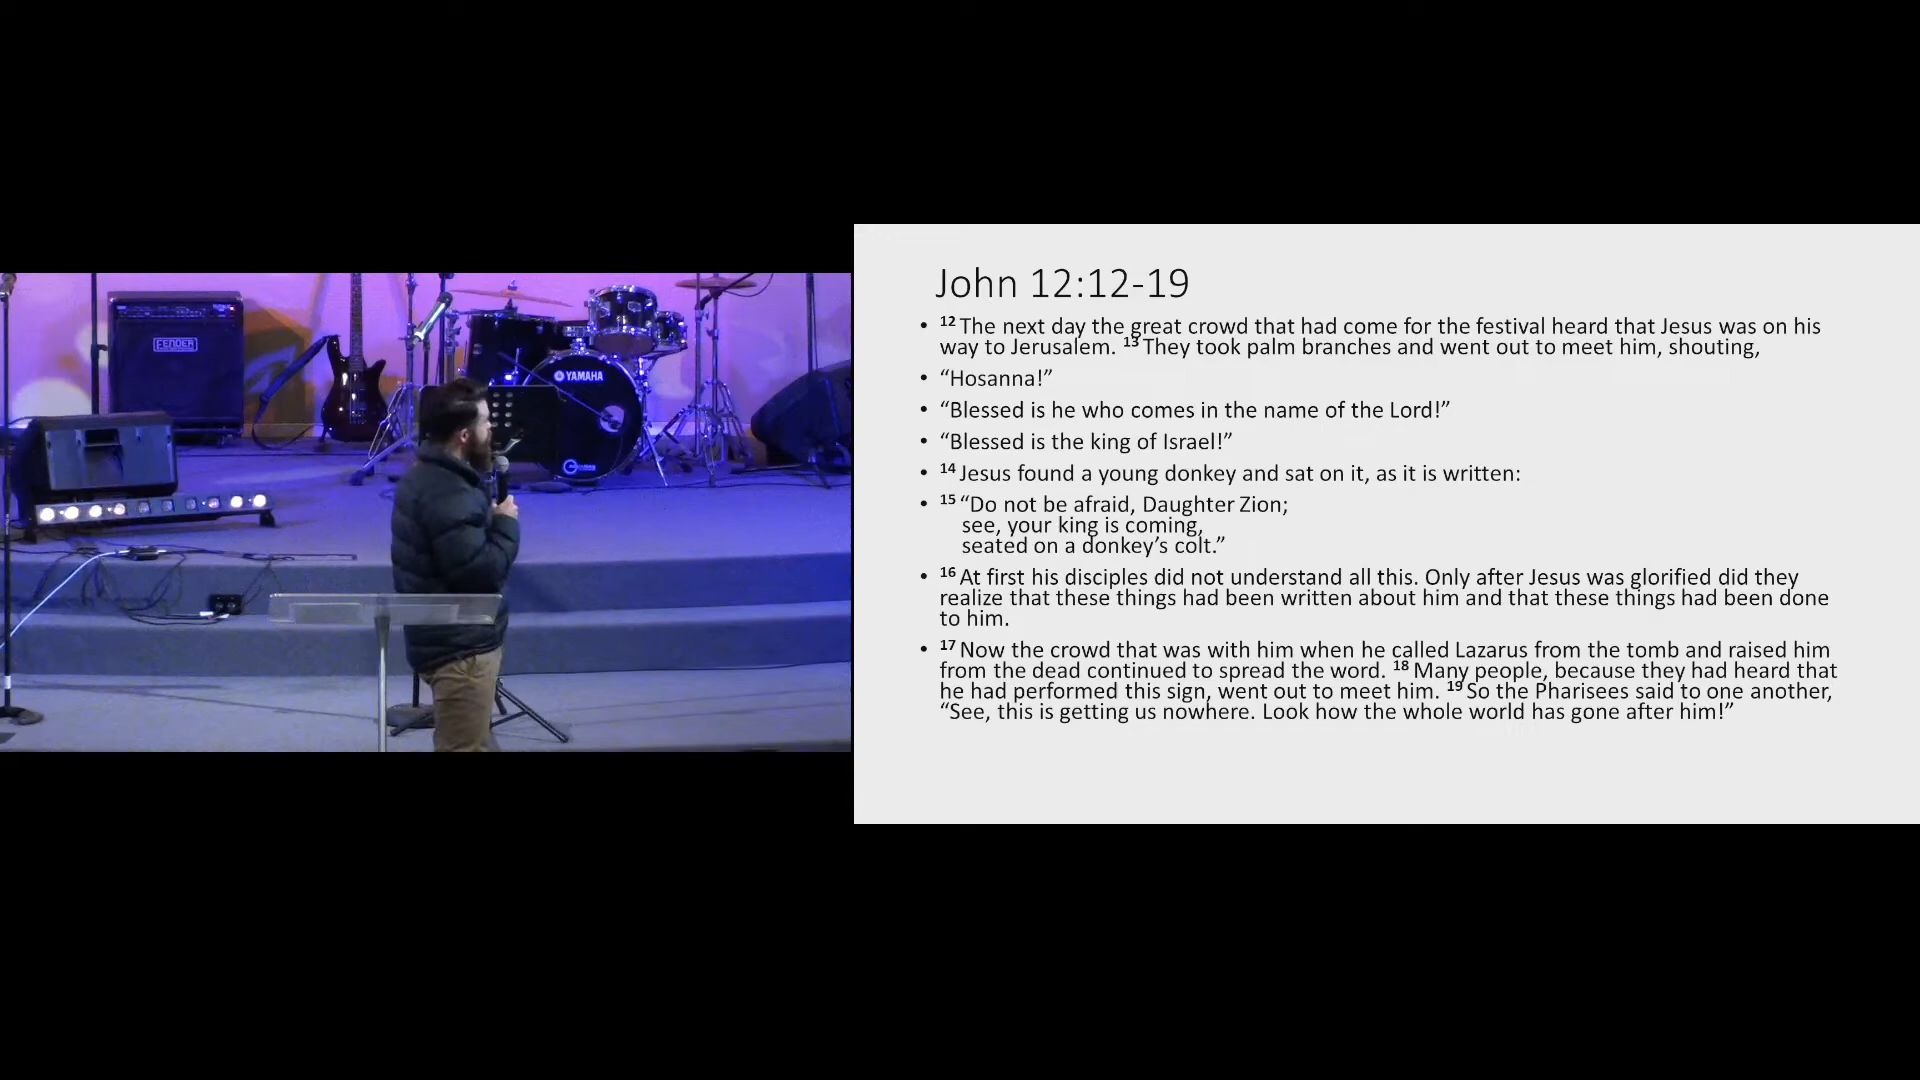 FENDER
YAMAHA
John 12:12-19
• 12 The next day the great crowd that had come for the festival heard that Jesus was on his
way to Jerusalem. 13 They took palm branches and went out to meet him, shouting,
• “Hosanna!”
• “Blessed is he who comes in the name of the Lord!”
• “Blessed is the king of Israel!”
• 14 Jesus found a young donkey and sat on it, as it is written:
• 15 “Do not be afraid, Daughter Zion;
see, your king is coming,
seated on a donkey’s colt.”
• 16 At first his disciples did not understand all this. Only after Jesus was glorified did they
realize that these things had been written about him and that these things had been done
to him.
• 17 Now the crowd that was with him when he called Lazarus from the tomb and raised him
from the dead continued to spread the word. 18 Many people, because they had heard that
he had performed this sign, went out to meet him. 19 So the Pharisees said to one another,
“See, this is getting us nowhere. Look how the whole world has gone after him!”